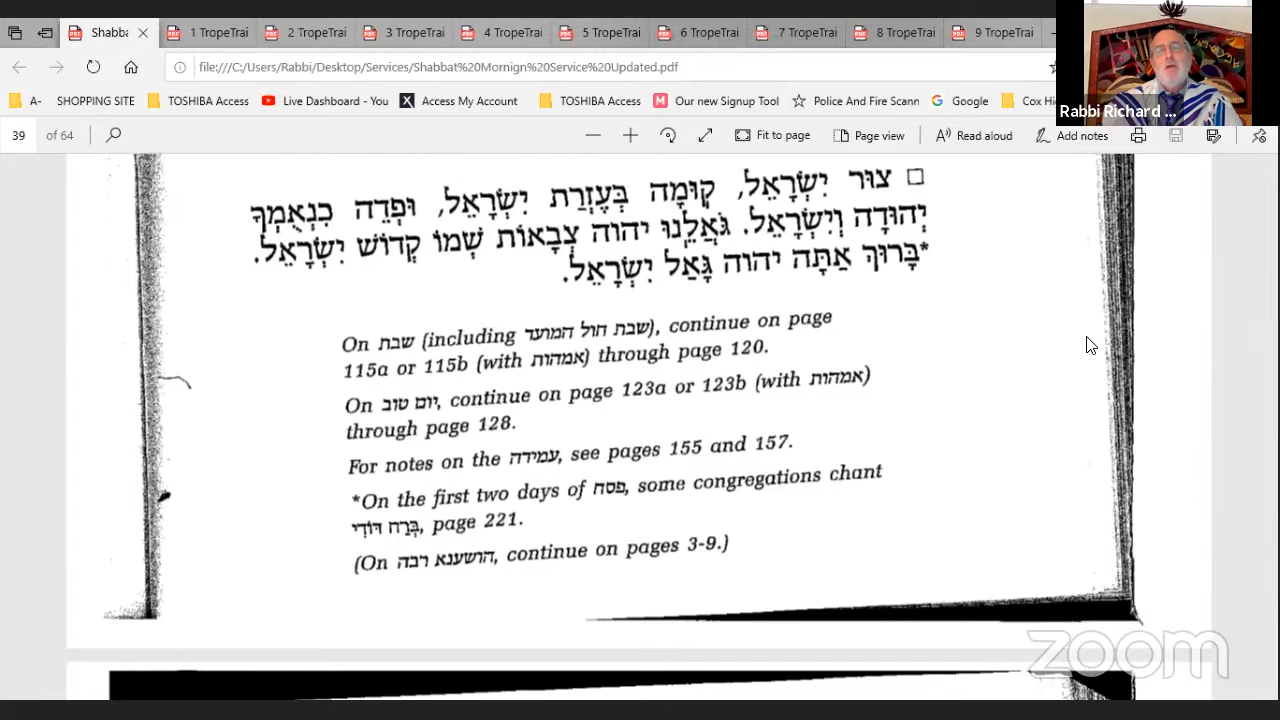 Shabba
1 TropeTrai
2 TropeTrai
3 TropeTrai
4 TropeTrai
5 TropeTrai
6 TropeTrai
7 TropeTrai
8 TropeTrai
9 TropeTrai
file:///C:/Users/Rabbi/Desktop/Services/Shabbat%20Mornign%20Service%20Updated.pdf
A- SHOPPING SITE
TOSHIBA Access
Live Dashboard - You
Access My Account
TOSHIBA Access
Our new Signup Tool
Police And Fire Scann
Google
Cox Hi
Rabbi Richard ...
39 of 64
Fit to page
Page view
Read aloud
Add notes
צוּר יִשְׂרָאֵל, קוּמָה בְּעֶזְרַת יִשְׂרָאֵל, וּפְדֵה כִנְאֻמְךָ
יְהוּדָה וְיִשְׂרָאֵל. גֹּאֲלֵנוּ יהוה צְבָאוֹת שְׁמוֹ קְדוֹשׁ יִשְׂרָאֵל.
*בָּרוּךְ אַתָּה יהוה גָּאַל יִשְׂרָאֵל.
On שבת (including שבת חול המועד), continue on page
115a or 115b (with אמהות) through page 120.
On יום טוב, continue on page 123a or 123b (with אמהות)
through page 128.
For notes on the עמידה, see pages 155 and 157.
*On the first two days of פסח, some congregations chant
בְּרַח דּוֹדִי, page 221.
(On הושענא רבה, continue on pages 3-9.)
zoom